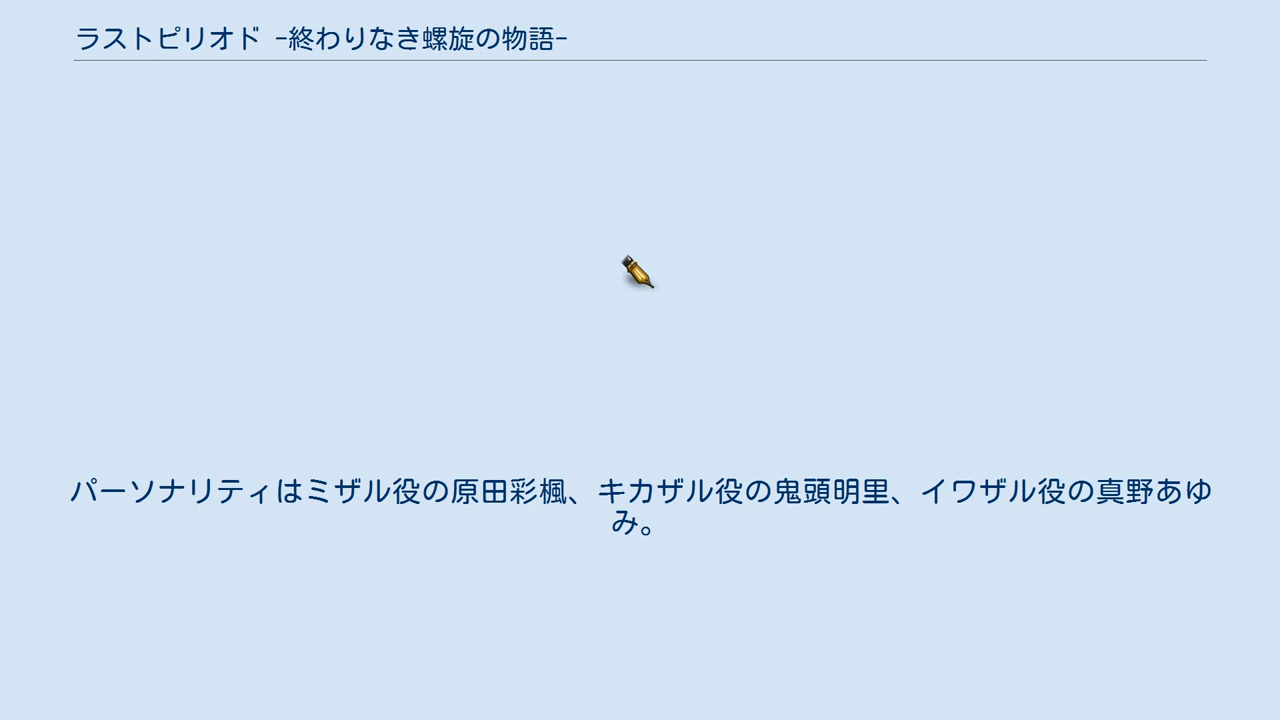 ラストピリオド -終わりなき螺旋の物語-
パーソナリティはミザル役の原田彩楓、キカザル役の鬼頭明里、イワザル役の真野あゆ
み。